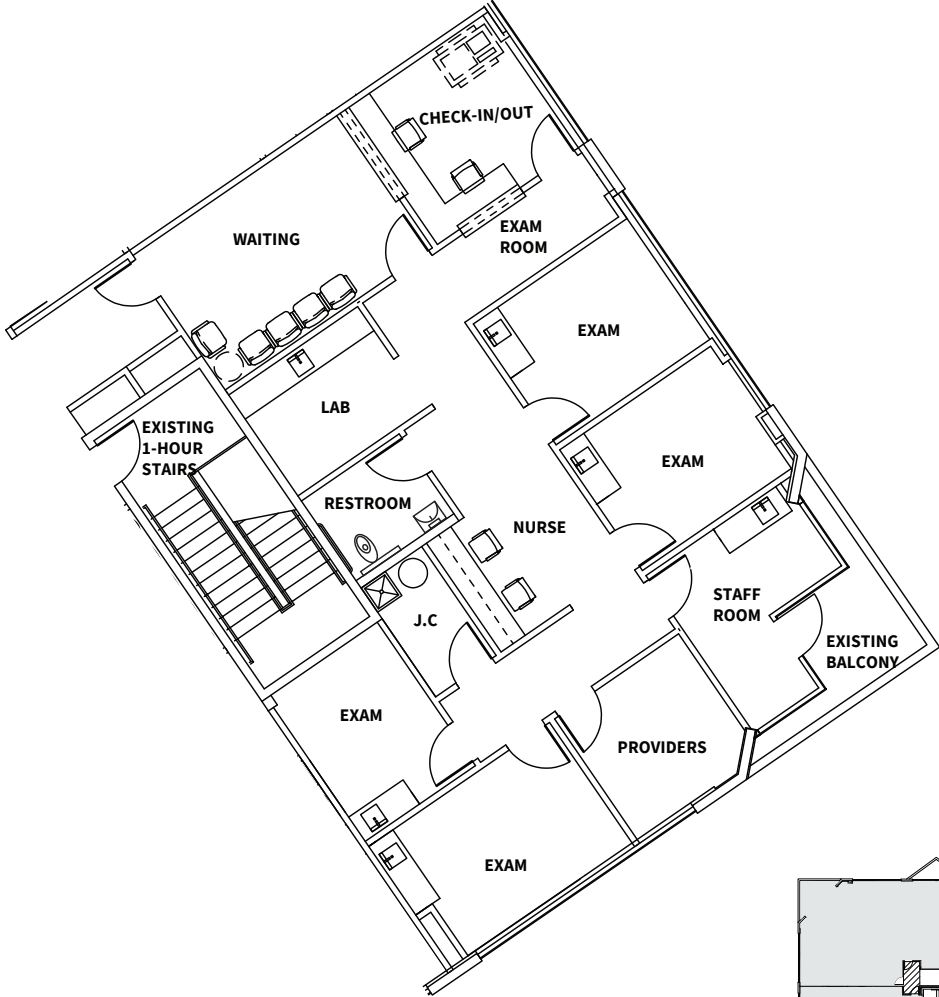 CHECK-IN/OUT
WAITING
EXAM
ROOM
EXAM
LAB
EXISTING
1-HOUR
STAIRS
EXAM
RESTROOM
NURSE
STAFF
ROOM
J.C
EXISTING
BALCONY
EXAM
PROVIDERS
EXAM